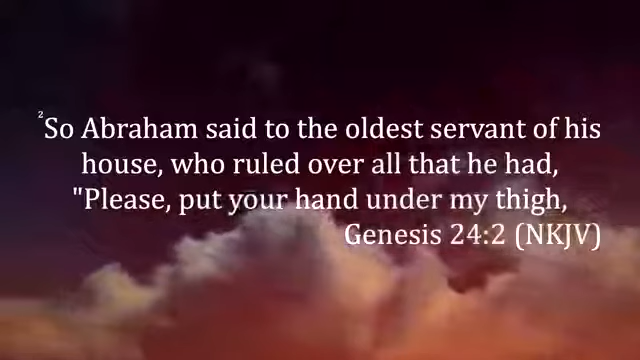 ²So Abraham said to the oldest servant of his
house, who ruled over all that he had,
"Please, put your hand under my thigh,
Genesis 24:2 (NKJV)